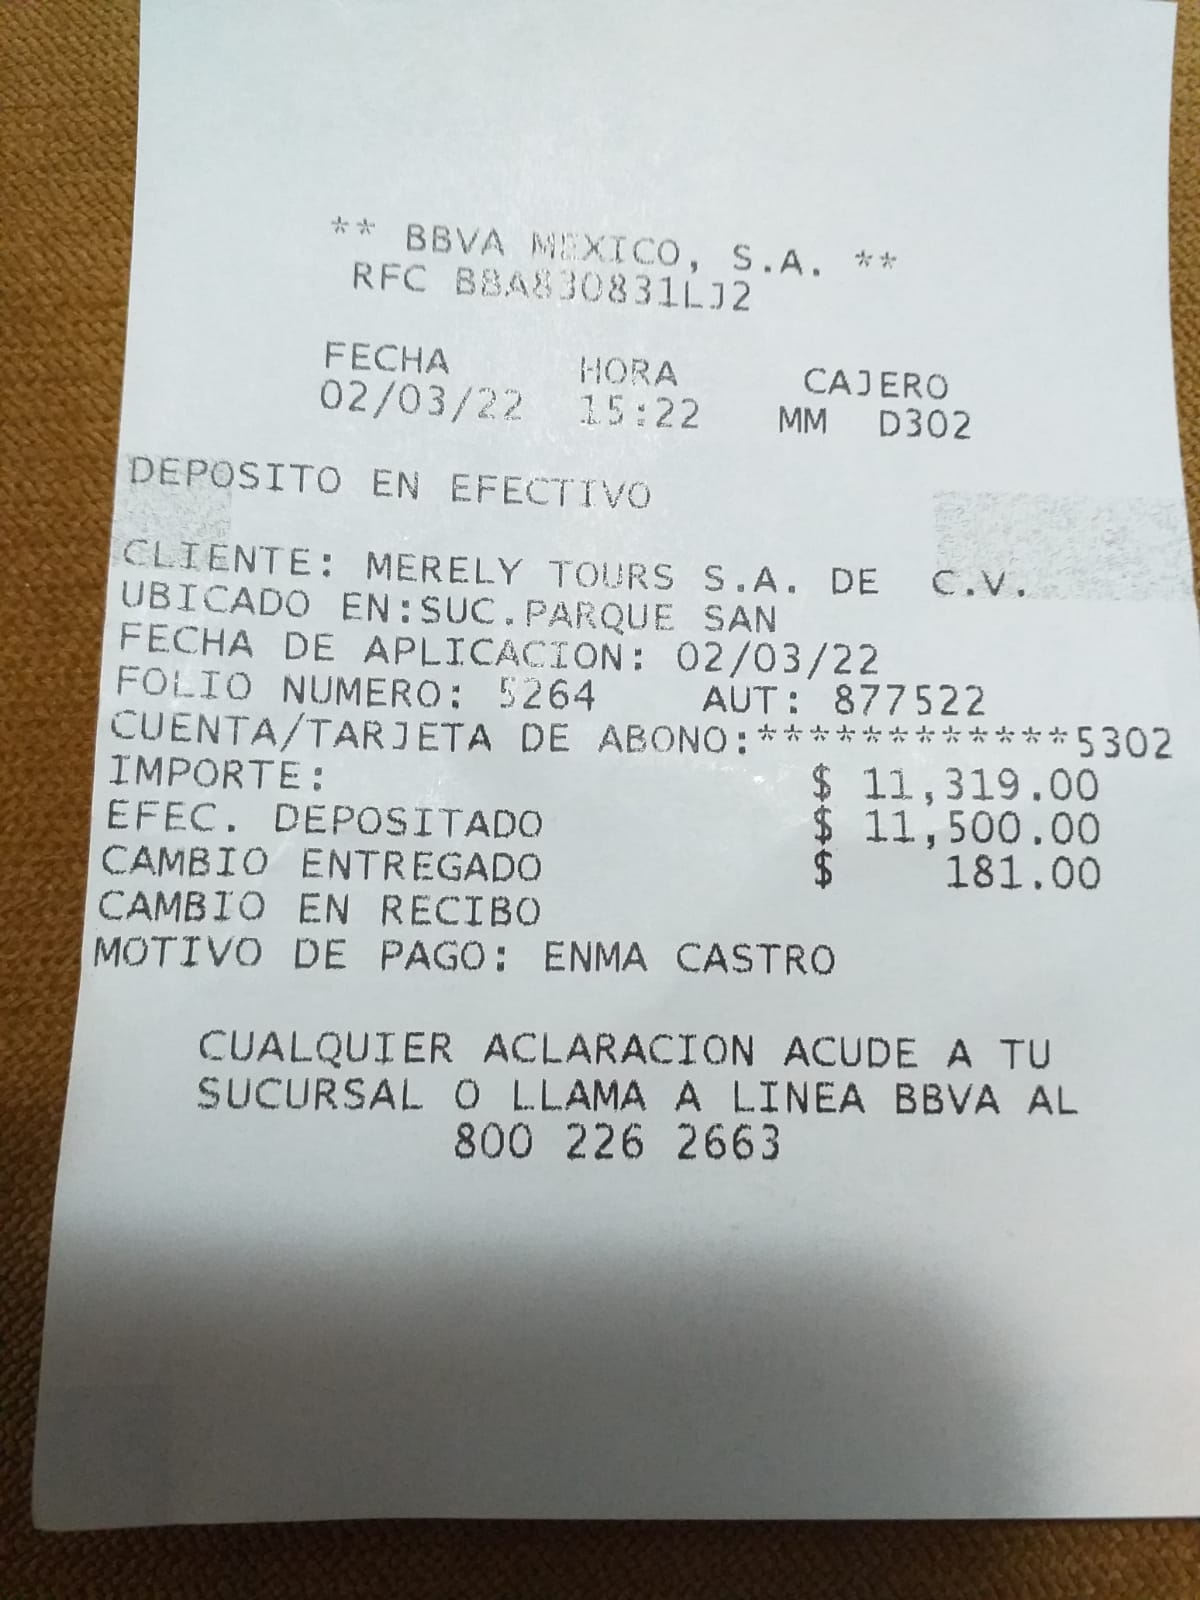 ** BBVA MEXICO, S.A. **
RFC BBA830831LJ2
FECHA HORA CAJERO
02/03/22 15:22 MM D302
DEPOSITO EN EFECTIVO
CLIENTE: MERELY TOURS S.A. DE C.V.
UBICADO EN:SUC.PARQUE SAN
FECHA DE APLICACION: 02/03/22
FOLIO NUMERO: 5264 AUT: 877522
CUENTA/TARJETA DE ABONO:************5302
IMPORTE: $ 11,319.00
EFEC. DEPOSITADO $ 11,500.00
CAMBIO ENTREGADO $ 181.00
CAMBIO EN RECIBO
MOTIVO DE PAGO: ENMA CASTRO
CUALQUIER ACLARACION ACUDE A TU
SUCURSAL O LLAMA A LINEA BBVA AL
800 226 2663